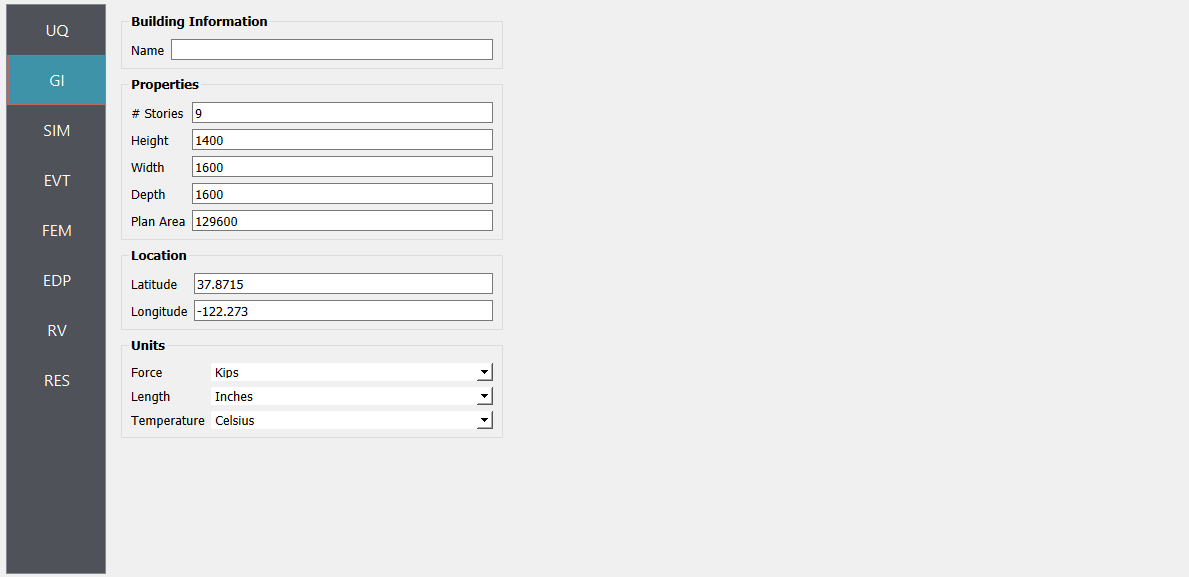 UQ
GI
SIM
EVT
FEM
EDP
RV
RES
Building Information
Name
Properties
# Stories 9
Height 1400
Width 1600
Depth 1600
Plan Area 129600
Location
Latitude 37.8715
Longitude -122.273
Units
Force Kips
Length Inches
Temperature Celsius